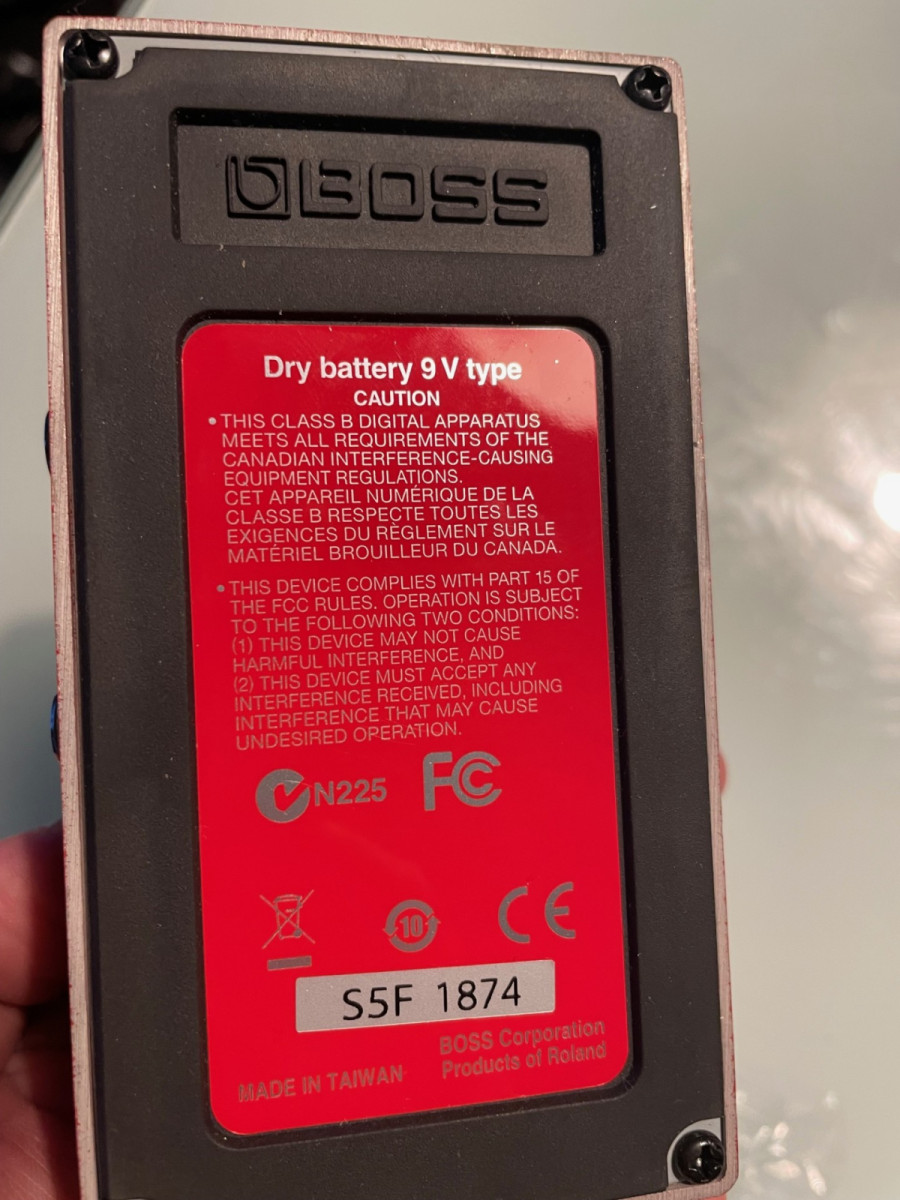 BOSS
Dry battery 9 V type
CAUTION
• THIS CLASS B DIGITAL APPARATUS
MEETS ALL REQUIREMENTS OF THE
CANADIAN INTERFERENCE-CAUSING
EQUIPMENT REGULATIONS.
CET APPAREIL NUMÉRIQUE DE LA
CLASSE B RESPECTE TOUTES LES
EXIGENCES DU RÈGLEMENT SUR LE
MATÉRIEL BROUILLEUR DU CANADA.
• THIS DEVICE COMPLIES WITH PART 15 OF
THE FCC RULES. OPERATION IS SUBJECT
TO THE FOLLOWING TWO CONDITIONS:
(1) THIS DEVICE MAY NOT CAUSE
HARMFUL INTERFERENCE, AND
(2) THIS DEVICE MUST ACCEPT ANY
INTERFERENCE RECEIVED, INCLUDING
INTERFERENCE THAT MAY CAUSE
UNDESIRED OPERATION.
N225 FC
10 CE
S5F 1874
BOSS Corporation
Products of Roland
MADE IN TAIWAN